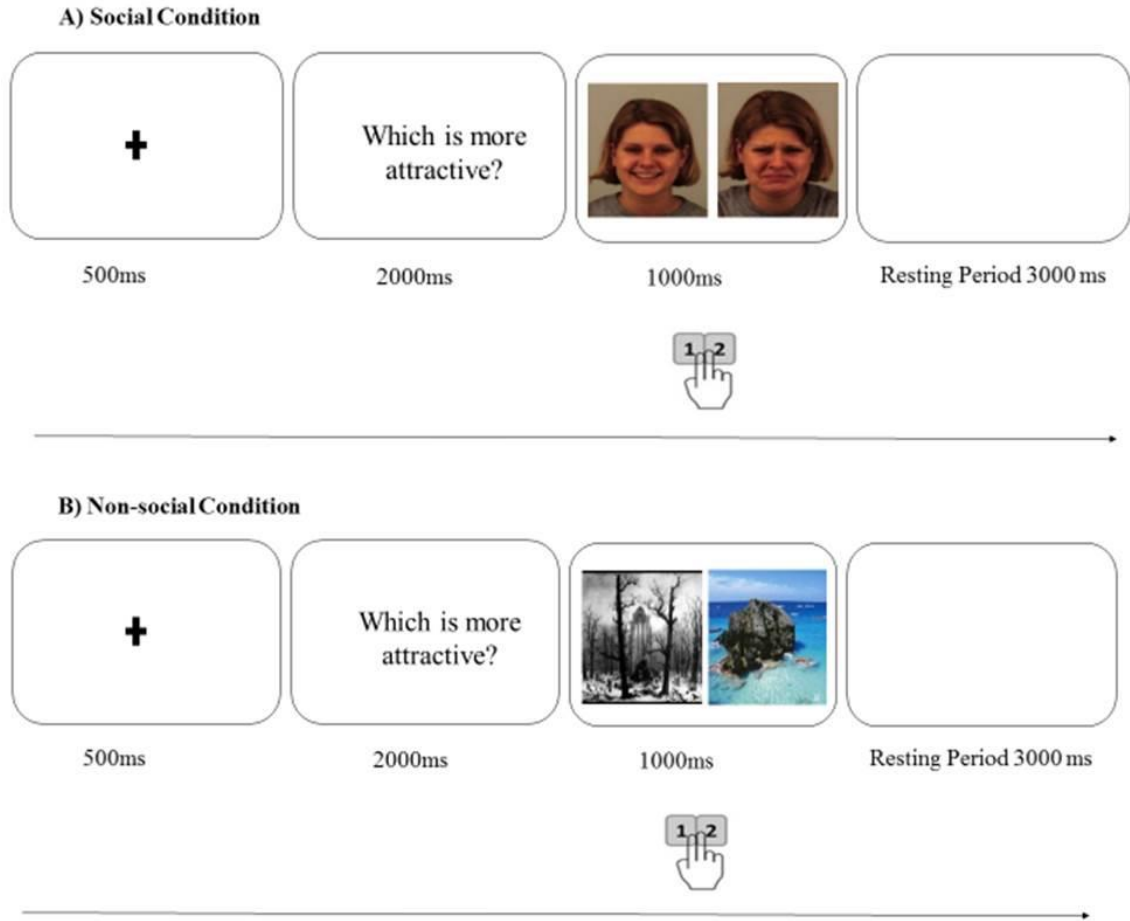 A) Social Condition
Which is more
attractive?
500ms
2000ms
1000ms
Resting Period 3000 ms
1 2
B) Non-social Condition
Which is more
attractive?
500ms
2000ms
1000ms
Resting Period 3000 ms
1 2